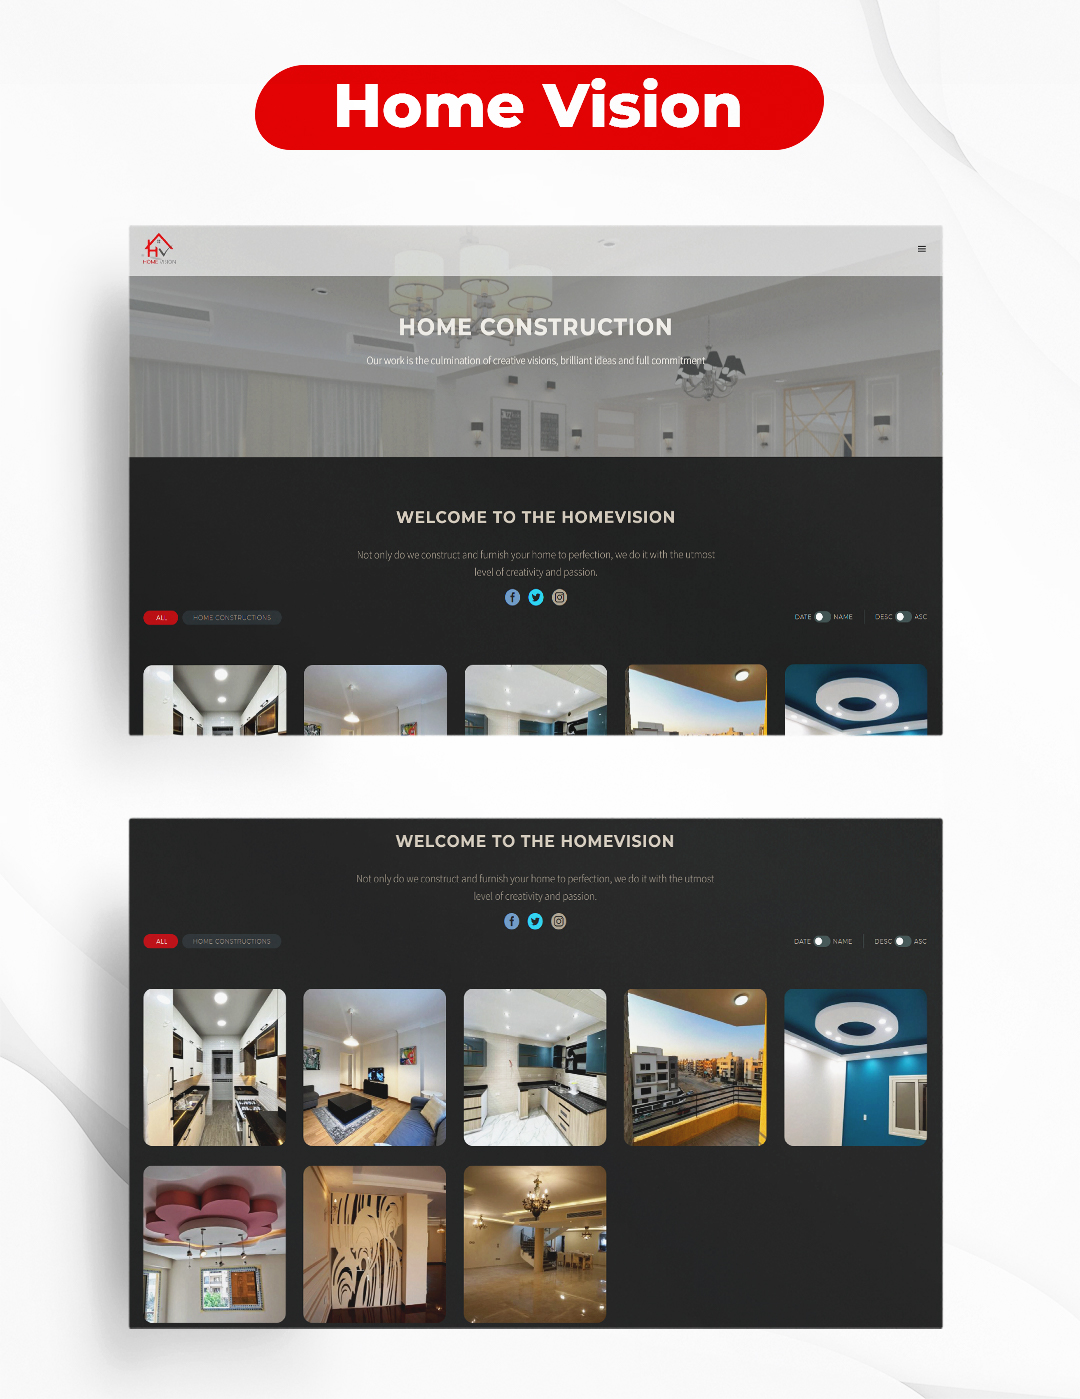 Home Vision
HV
HOME VISION
HOME CONSTRUCTION
Our work is the culmination of creative visions, brilliant ideas and full commitment
WELCOME TO THE HOMEVISION
Not only do we construct and furnish your home to perfection, we do it with the utmost
level of creativity and passion.
ALL
HOME CONSTRUCTIONS
DATE NAME DESC ASC
WELCOME TO THE HOMEVISION
Not only do we construct and furnish your home to perfection, we do it with the utmost
level of creativity and passion.
ALL
HOME CONSTRUCTIONS
DATE NAME DESC ASC